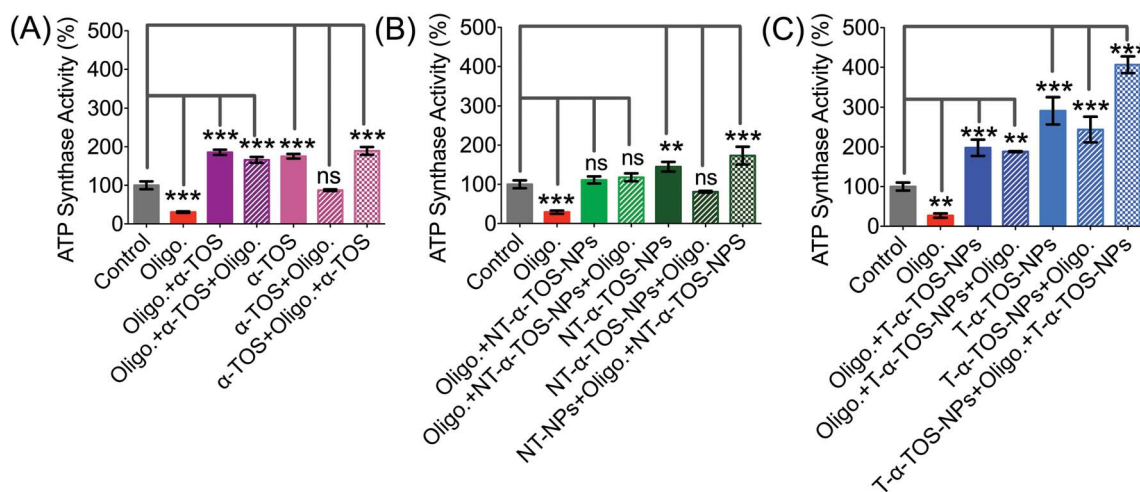 (A)
ATP Synthase Activity (%)
500
400
300
200
100
0
***
***
***
***
ns
***
Control
Oligo.
Oligo.+α-TOS
Oligo.+α-TOS+Oligo.
α-TOS
α-TOS+Oligo.
α-TOS+Oligo.+α-TOS
(B)
ATP Synthase Activity (%)
500
400
300
200
100
0
***
ns
ns
**
ns
***
Control
Oligo.
Oligo.+NT-α-TOS-NPs
Oligo.+NT-α-TOS-NPs+Oligo.
NT-α-TOS-NPs
NT-α-TOS-NPs+Oligo.
NT-NPs+Oligo.+NT-α-TOS-NPS
(C)
ATP Synthase Activity (%)
500
400
300
200
100
0
**
***
**
***
***
***
Control
Oligo.
Oligo.+T-α-TOS-NPs
Oligo.+T-α-TOS-NPs+Oligo.
T-α-TOS-NPs
T-α-TOS-NPs+Oligo.
T-α-TOS-NPs+Oligo.+T-α-TOS-NPs